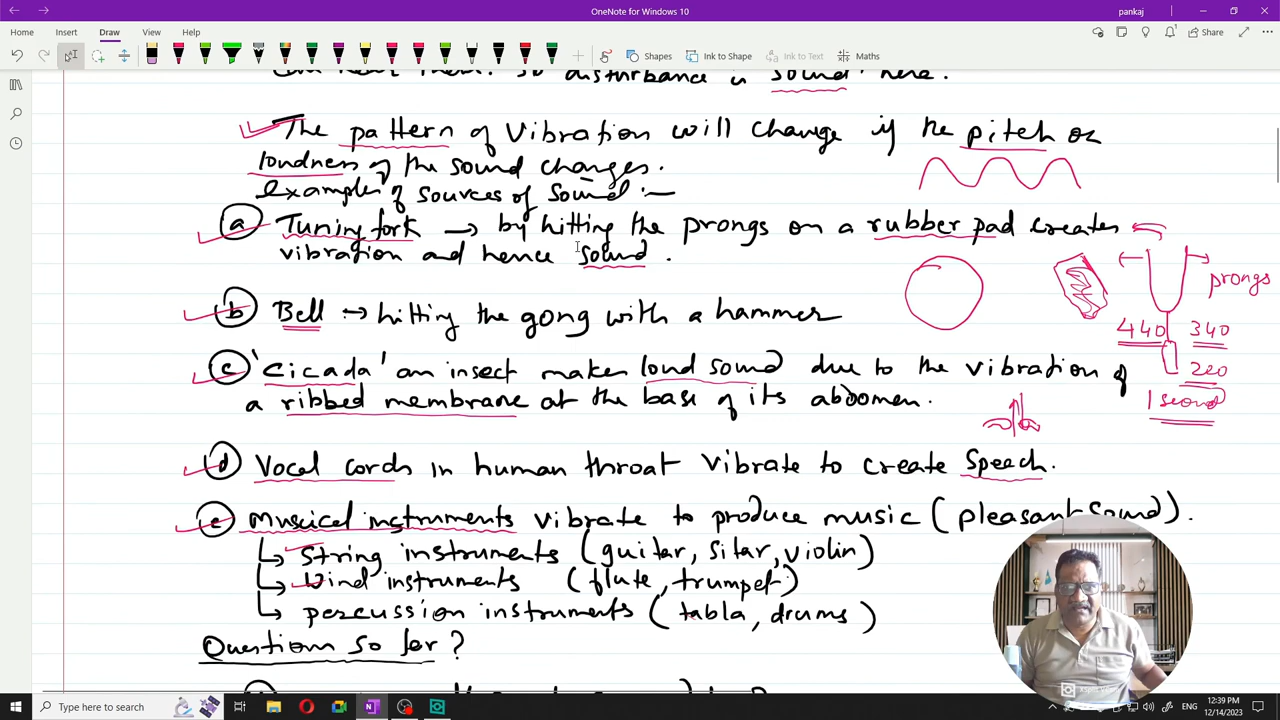 OneNote for Windows 10
pankaj
Home
Insert
Draw
View
Help
Share
Shapes
Ink to Shape
Ink to Text
Maths
disturbance is sound here.
The pattern of vibration will change if the pitch or
loudness of the sound changes.
examples of sources of sound :-
(a) Tuning fork → by hitting the prongs on a rubber pad creates
vibration and hence sound.
prongs
440 340
200
1 second
(b) Bell → hitting the gong with a hammer
(c) 'Cicada' an insect makes loud sound due to the vibration of
a ribbed membrane at the base of its abdomen.
(d) Vocal cords in human throat vibrate to create speech.
(e) Musical instruments vibrate to produce music (pleasant sound).
String instruments (guitar, sitar, violin)
Wind instruments (flute, trumpet)
percussion instruments (tabla, drums)
Question so far?
Type here to search
12:39 PM
12/14/2023